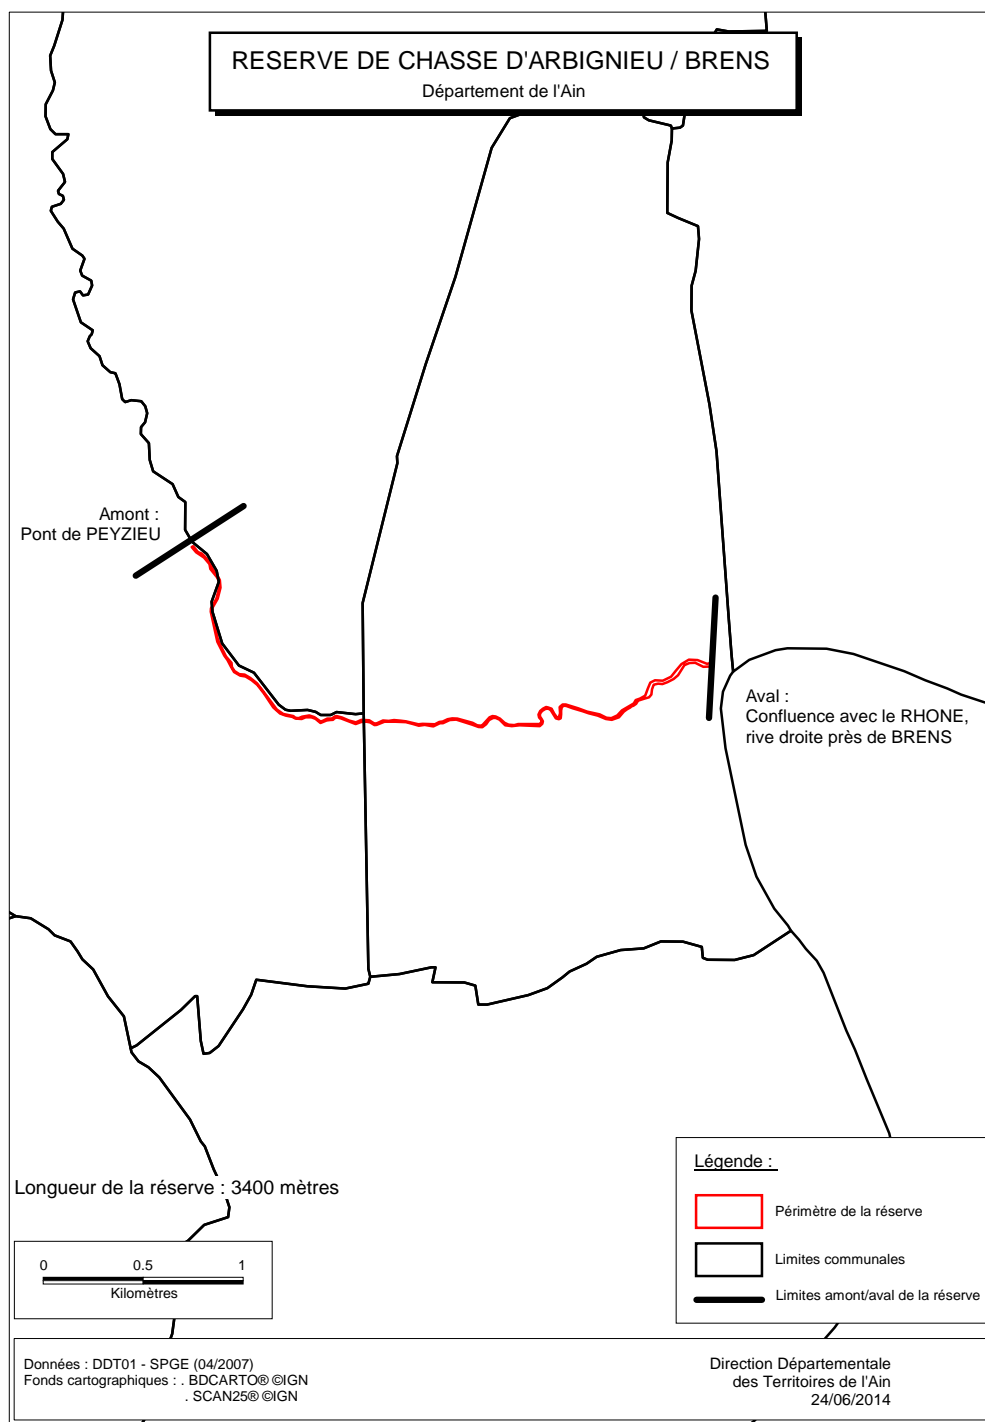 RESERVE DE CHASSE D'ARBIGNIEU / BRENS
Département de l'Ain
Amont :
Pont de PEYZIEU
Aval :
Confluence avec le RHONE,
rive droite près de BRENS
Longueur de la réserve : 3400 mètres
0 0.5 1
Kilomètres
Légende :
Périmètre de la réserve
Limites communales
Limites amont/aval de la réserve
Données : DDT01 - SPGE (04/2007)
Fonds cartographiques : . BDCARTO® ©IGN
. SCAN25® ©IGN
Direction Départementale
des Territoires de l'Ain
24/06/2014